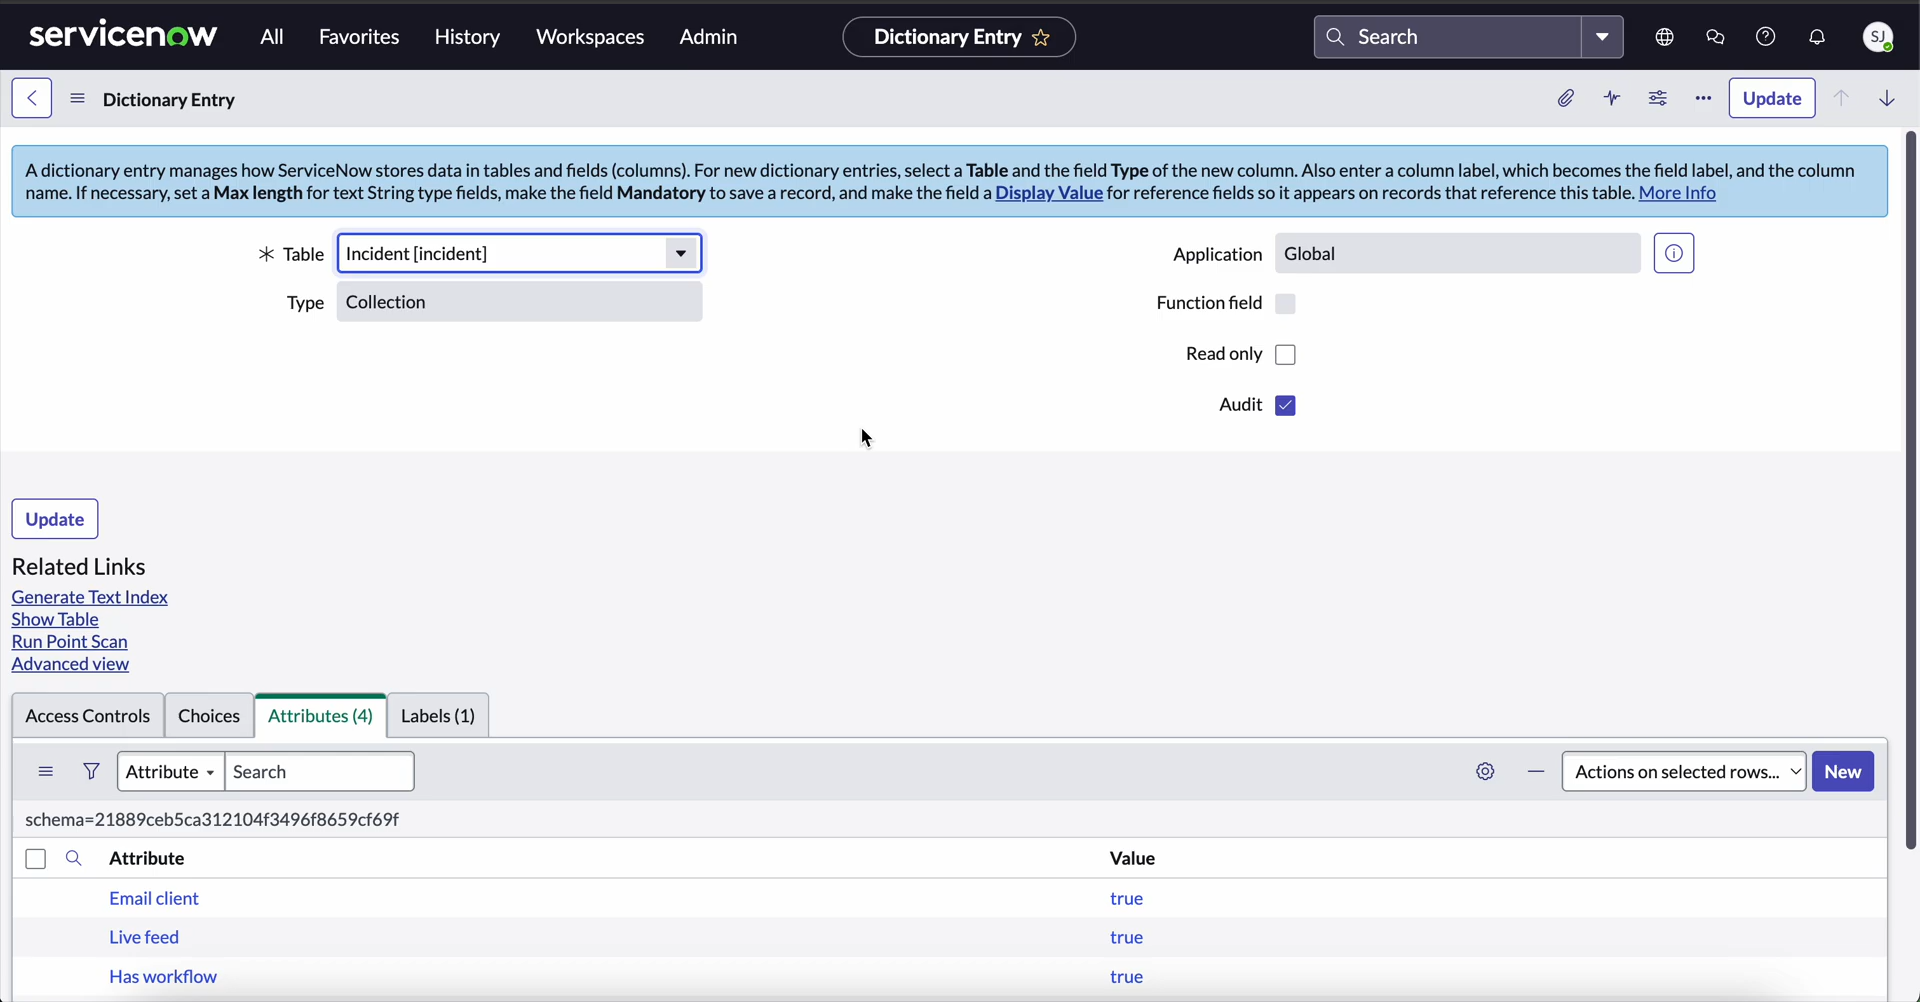 servicenow All Favorites History Workspaces Admin Dictionary Entry Search SJ
Dictionary Entry Update
A dictionary entry manages how ServiceNow stores data in tables and fields (columns). For new dictionary entries, select a Table and the field Type of the new column. Also enter a column label, which becomes the field label, and the column
name. If necessary, set a Max length for text String type fields, make the field Mandatory to save a record, and make the field a Display Value for reference fields so it appears on records that reference this table. More Info
Table Incident [incident] Application Global
Type Collection Function field
Read only
Audit
Update
Related Links
Generate Text Index
Show Table
Run Point Scan
Advanced view
Access Controls Choices Attributes (4) Labels (1)
Attribute Search Actions on selected rows... New
schema=21889ceb5ca312104f3496f8659cf69f
Attribute Value
Email client true
Live feed true
Has workflow true